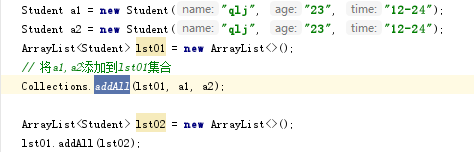 Student a1 = new Student( name: "qlj", age: "23", time: "12-24");
Student a2 = new Student( name: "qlj", age: "23", time: "12-24");
ArrayList<Student> lst01 = new ArrayList<>();
// 将a1,a2添加到lst01集合
Collections.addAll(lst01, a1, a2);
ArrayList<Student> lst02 = new ArrayList<>();
lst01.addAll(lst02);